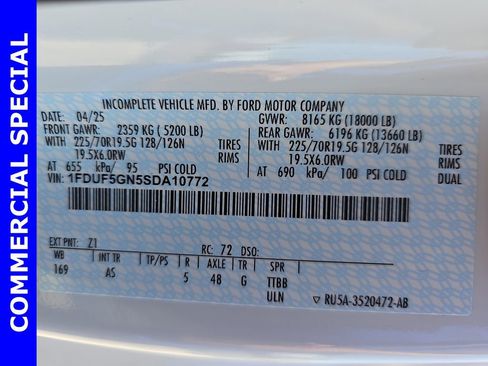 COMMERCIAL SPECIAL
INCOMPLETE VEHICLE MFD. BY FORD MOTOR COMPANY
DATE: 04/25 GVWR: 8165 KG (18000 LB)
FRONT GAWR: 2359 KG ( 5200 LB) REAR GAWR: 6196 KG (13660 LB)
WITH 225/70R19.5G 128/126N TIRES WITH 225/70R19.5G 128/126N TIRES
19.5X6.0RW RIMS 19.5X6.0RW RIMS
AT 655 kPa/ 95 PSI COLD AT 690 kPa/ 100 PSI COLD DUAL
VIN: 1FDUF5GN5SDA10772
EXT PNT: Z1 RC: 72 DSO:
WB INT TR TP/PS R AXLE TR SPR
169 AS 5 48 G TTBB
ULN ▽ RU5A-3520472-AB